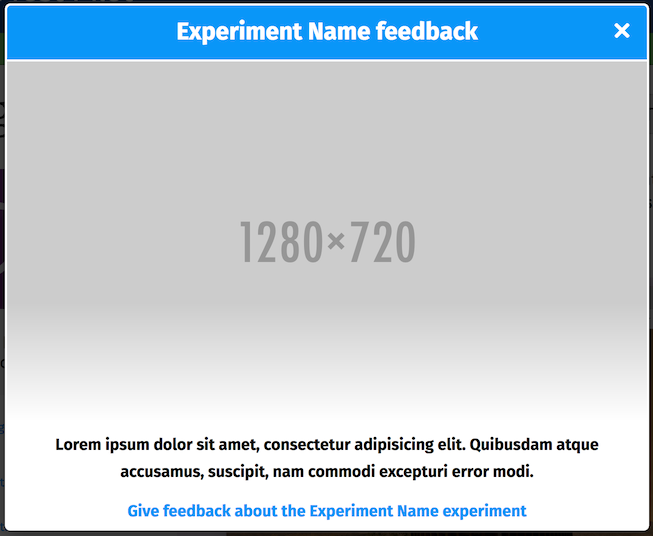 Experiment Name feedback ×
1280×720
Lorem ipsum dolor sit amet, consectetur adipisicing elit. Quibusdam atque
accusamus, suscipit, nam commodi excepturi error modi.
Give feedback about the Experiment Name experiment